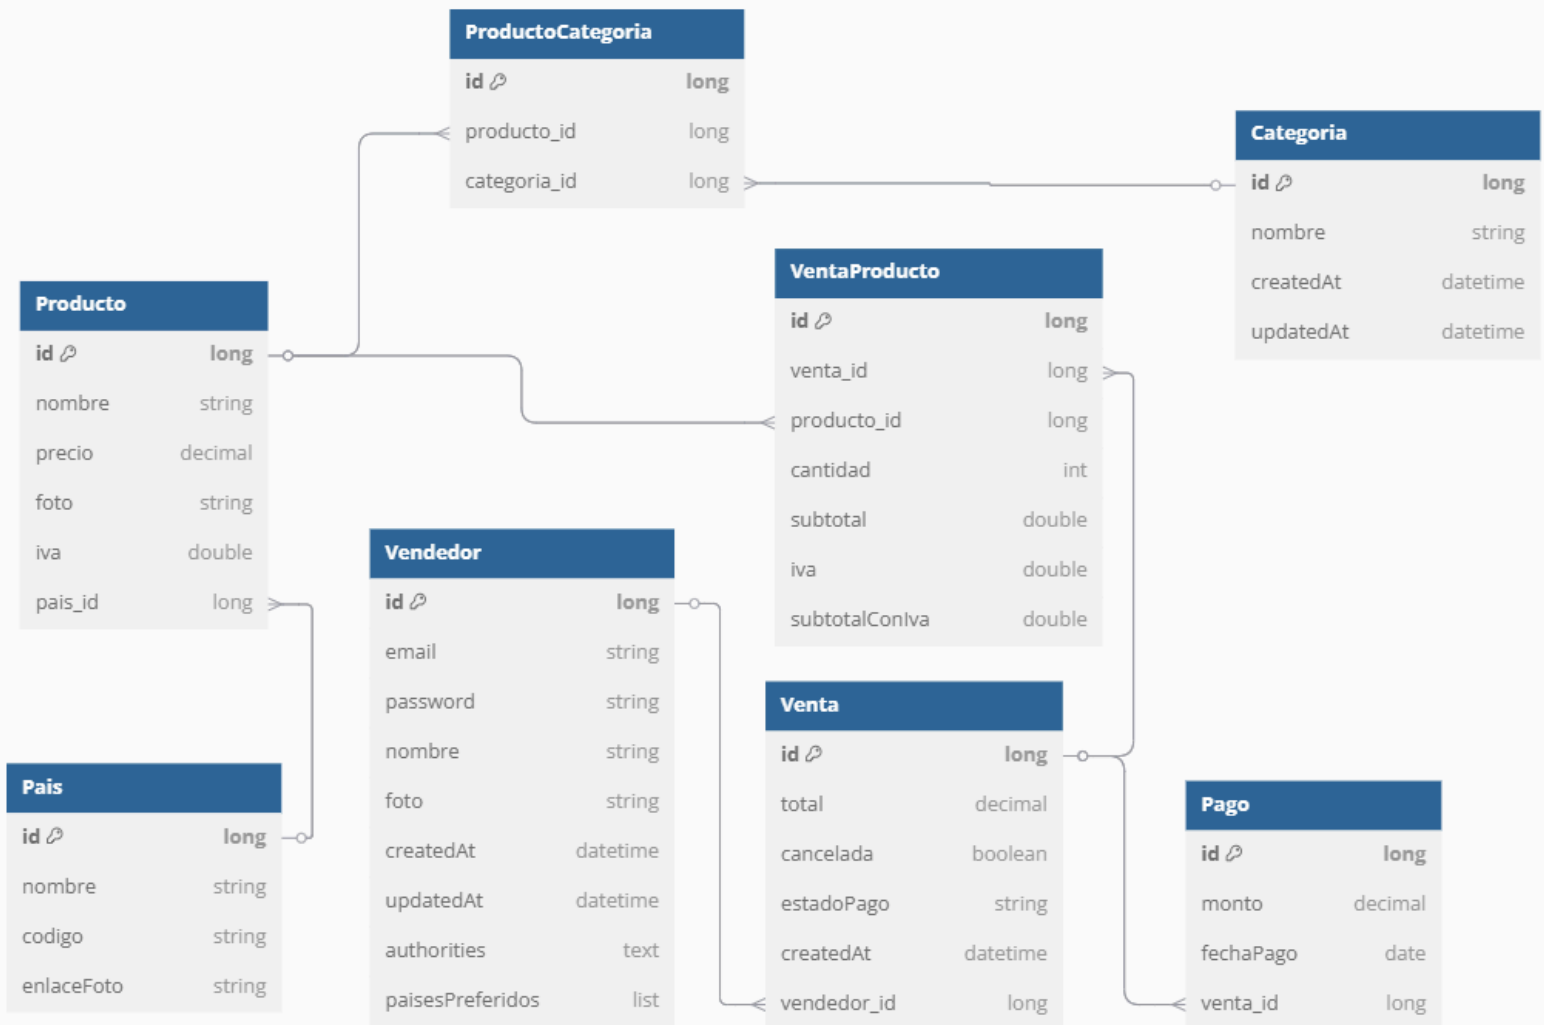 ProductoCategoria
id long
producto_id long
categoria_id long
Categoria
id long
nombre string
createdAt datetime
updatedAt datetime
VentaProducto
id long
venta_id long
producto_id long
cantidad int
subtotal double
iva double
subtotalConIva double
Producto
id long
nombre string
precio decimal
foto string
iva double
pais_id long
Vendedor
id long
email string
password string
nombre string
foto string
createdAt datetime
updatedAt datetime
authorities text
paisesPreferidos list
Venta
id long
total decimal
cancelada boolean
estadoPago string
createdAt datetime
vendedor_id long
Pais
id long
nombre string
codigo string
enlaceFoto string
Pago
id long
monto decimal
fechaPago date
venta_id long